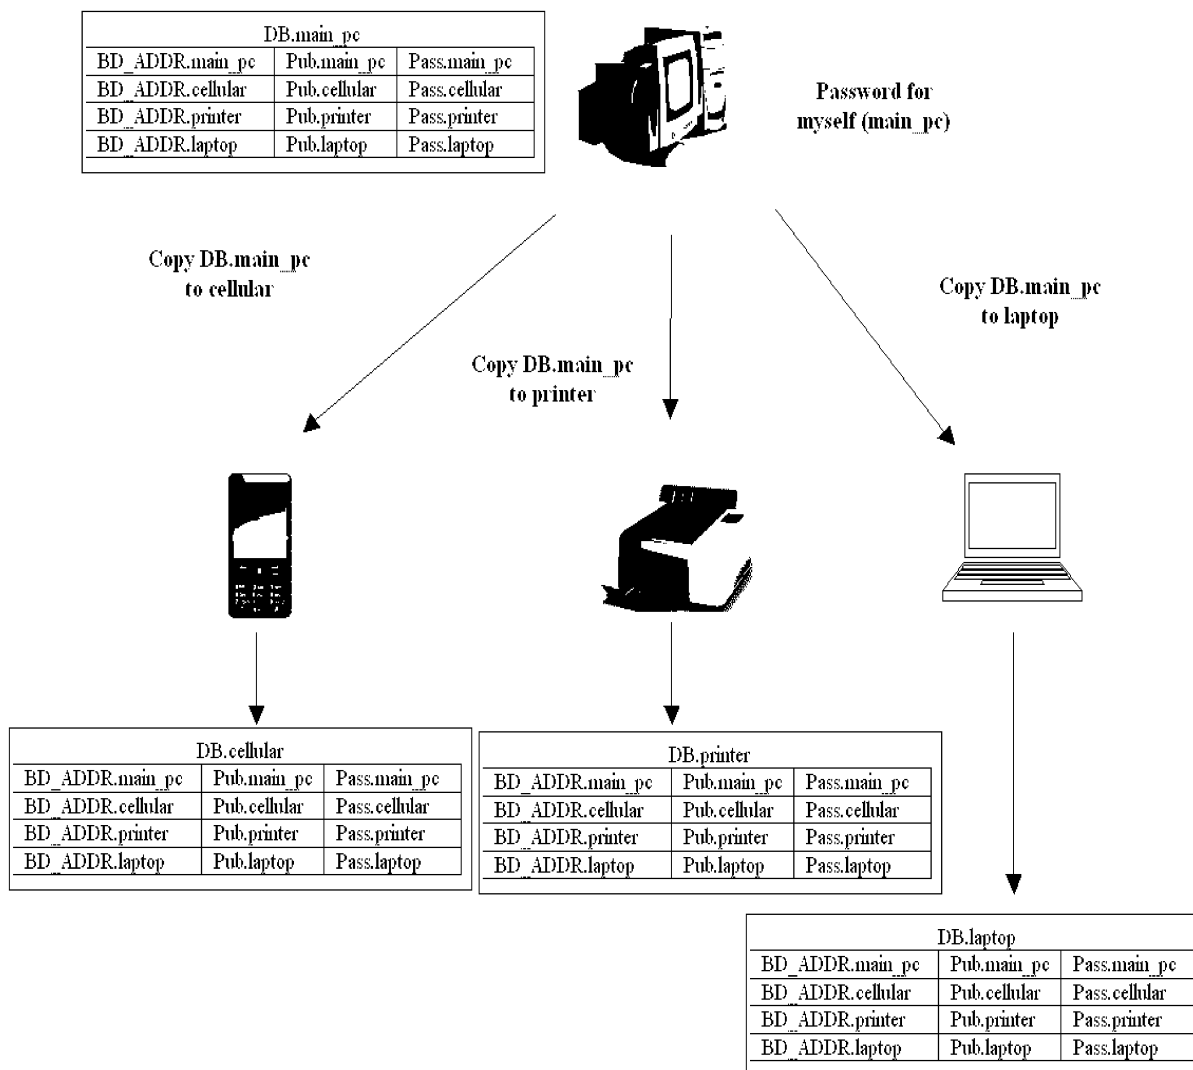 DB.main_pc
BD_ADDR.main_pc Pub.main_pc Pass.main_pc
BD_ADDR.cellular Pub.cellular Pass.cellular
BD_ADDR.printer Pub.printer Pass.printer
BD_ADDR.laptop Pub.laptop Pass.laptop
Password for
myself (main_pc)
Copy DB.main_pc
to cellular
Copy DB.main_pc
to printer
Copy DB.main_pc
to laptop
DB.cellular
BD_ADDR.main_pc Pub.main_pc Pass.main_pc
BD_ADDR.cellular Pub.cellular Pass.cellular
BD_ADDR.printer Pub.printer Pass.printer
BD_ADDR.laptop Pub.laptop Pass.laptop
DB.printer
BD_ADDR.main_pc Pub.main_pc Pass.main_pc
BD_ADDR.cellular Pub.cellular Pass.cellular
BD_ADDR.printer Pub.printer Pass.printer
BD_ADDR.laptop Pub.laptop Pass.laptop
DB.laptop
BD_ADDR.main_pc Pub.main_pc Pass.main_pc
BD_ADDR.cellular Pub.cellular Pass.cellular
BD_ADDR.printer Pub.printer Pass.printer
BD_ADDR.laptop Pub.laptop Pass.laptop